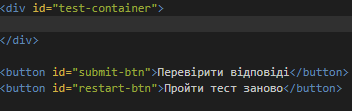 <div id="test-container">
</div>
<button id="submit-btn">Перевірити відповіді</button>
<button id="restart-btn">Пройти тест заново</button>